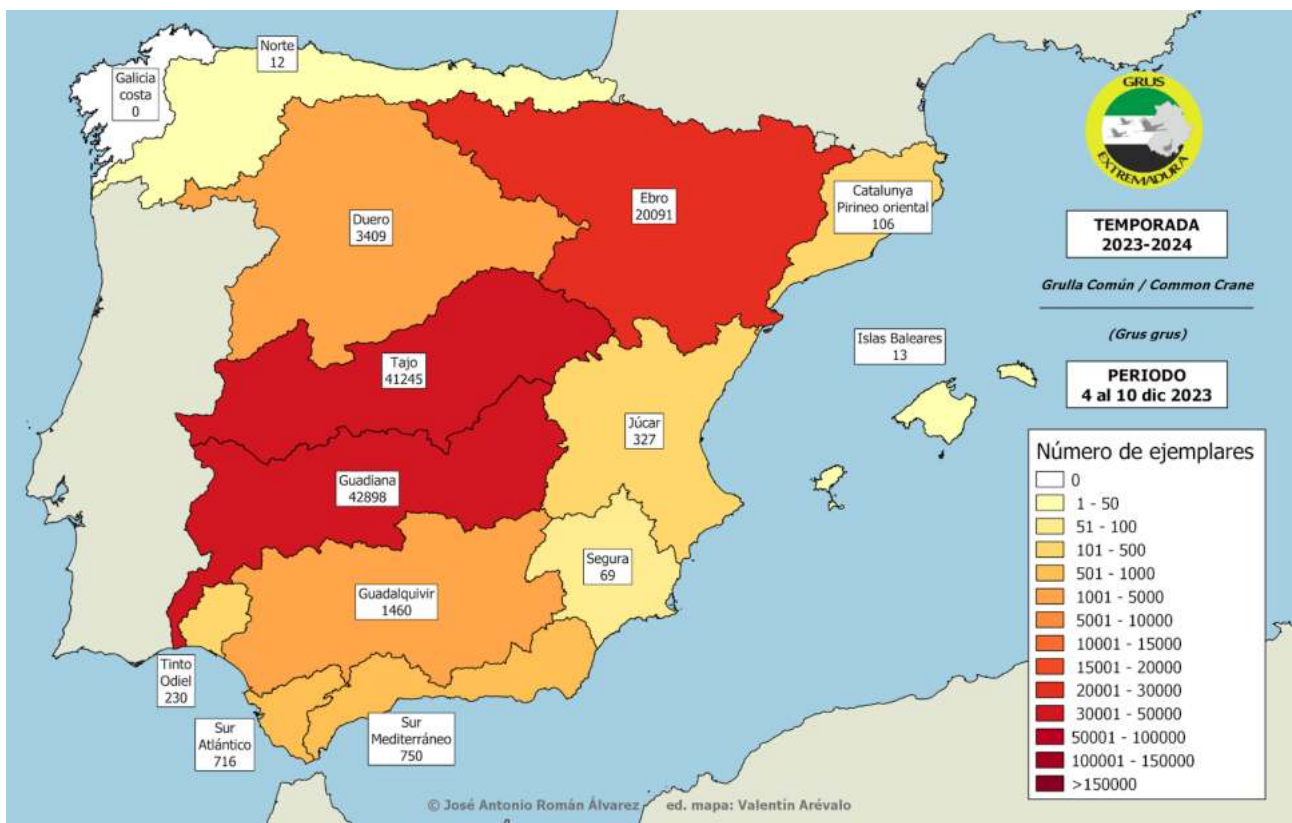 Norte
12
Galicia
costa
0
Duero
3409
Ebro
20091
Catalunya
Pirineo oriental
106
Tajo
41245
Júcar
327
Islas Baleares
13
Guadiana
42898
Segura
69
Guadalquivir
1460
Tinto
Odiel
230
Sur
Atlántico
716
Sur
Mediterráneo
750
GRUS
EXTREMADURA
TEMPORADA
2023-2024
Grulla Común / Common Crane
(Grus grus)
PERIODO
4 al 10 dic 2023
Número de ejemplares
0
1 - 50
51 - 100
101 - 500
501 - 1000
1001 - 5000
5001 - 10000
10001 - 15000
15001 - 20000
20001 - 30000
30001 - 50000
50001 - 100000
100001 - 150000
>150000
© José Antonio Román Álvarez ed. mapa: Valentín Arévalo